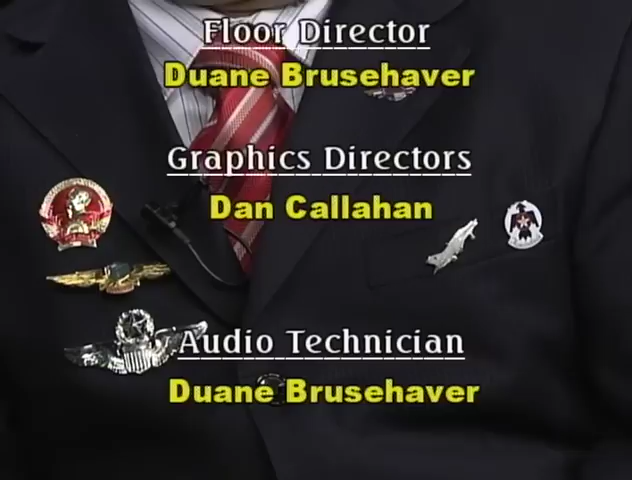 Floor Director
Duane Brusehaver
Graphics Directors
Dan Callahan
Audio Technician
Duane Brusehaver